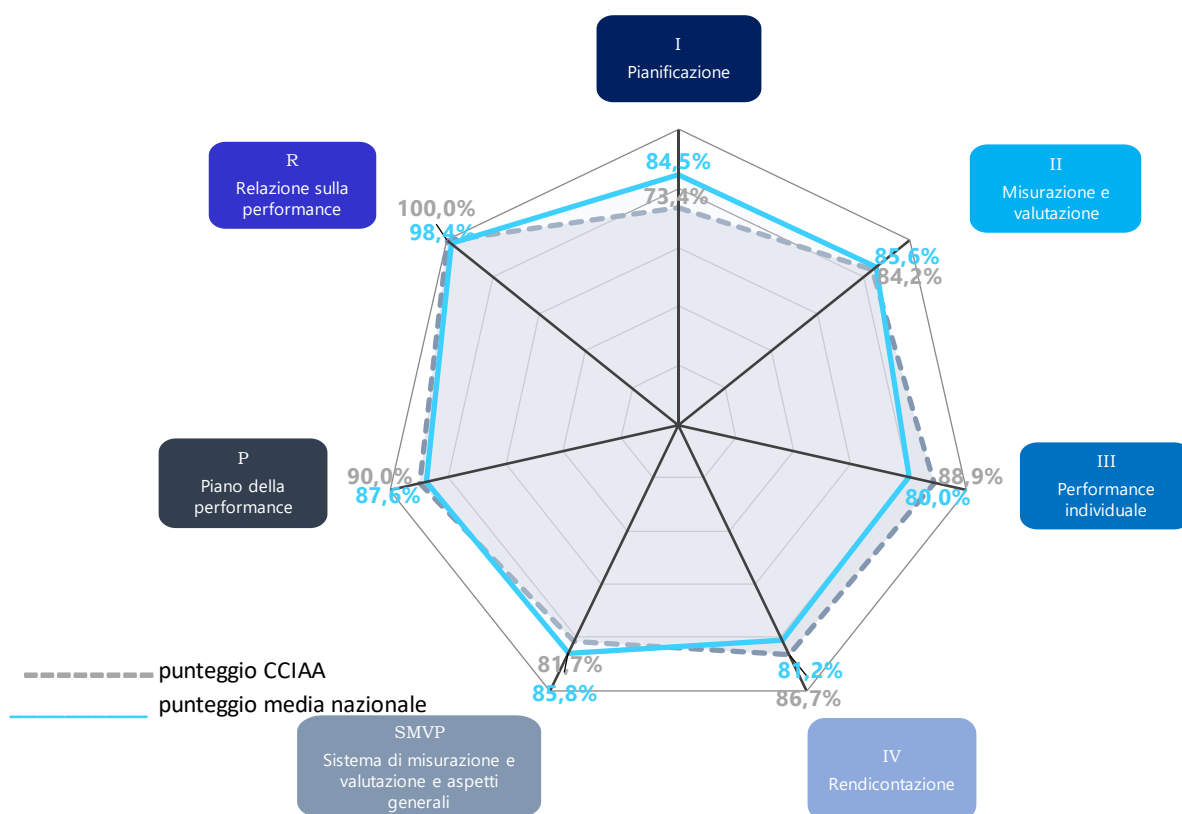 I
Pianificazione
R
Relazione sulla
performance
II
Misurazione e
valutazione
84,5%
73,4%
100,0%
98,4%
85,6%
84,2%
P
Piano della
performance
90,0%
87,6%
88,9%
80,0%
III
Performance
individuale
81,7%
85,8%
81,2%
86,7%
punteggio CCIAA
punteggio media nazionale
SMVP
Sistema di misurazione e
valutazione e aspetti
generali
IV
Rendicontazione